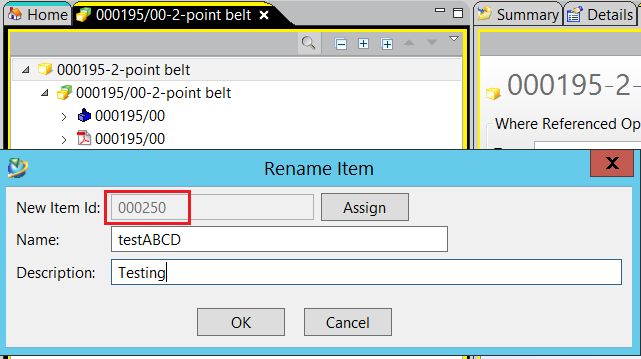 Home
000195/00-2-point belt
Summary
Details
000195-2-point belt
000195/00-2-point belt
000195/00
000195/00
000195-2-
Where Referenced Op
Rename Item
New Item Id: 000250 Assign
Name: testABCD
Description: Testing
OK Cancel